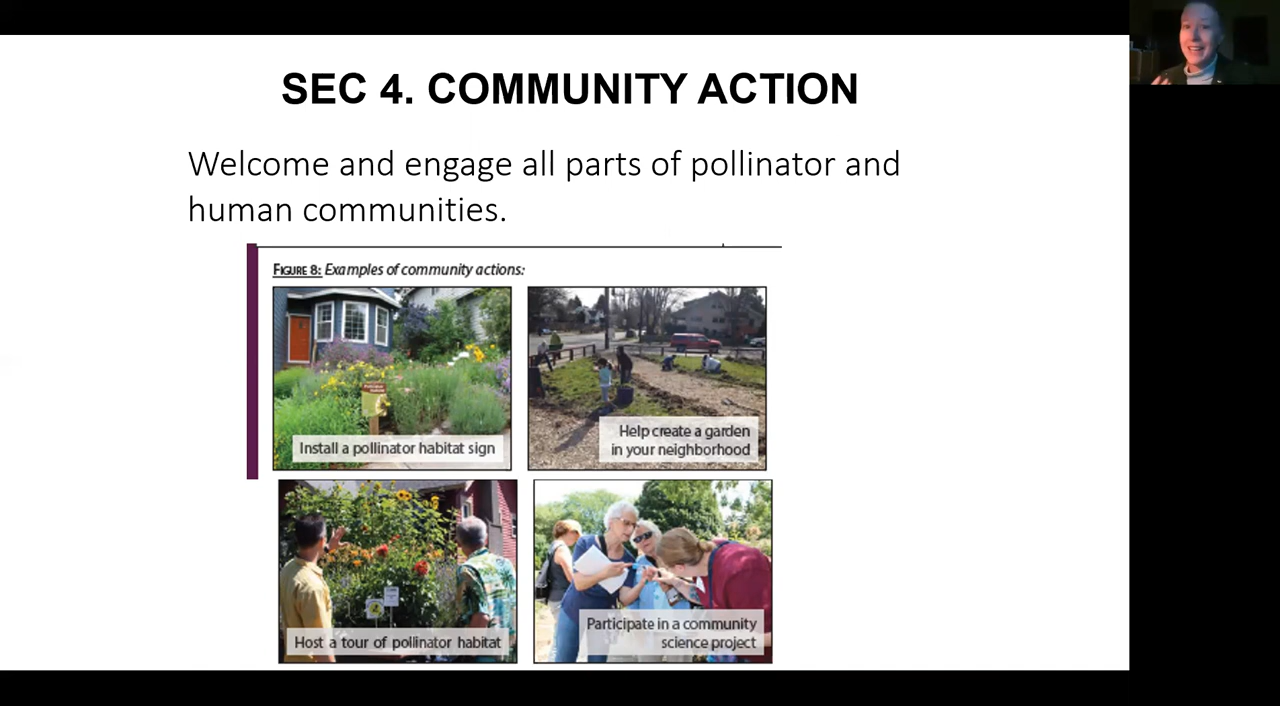 SEC 4. COMMUNITY ACTION
Welcome and engage all parts of pollinator and
human communities.
FIGURE 8: Examples of community actions:
Install a pollinator habitat sign
Help create a garden
in your neighborhood
Host a tour of pollinator habitat
Participate in a community
science project